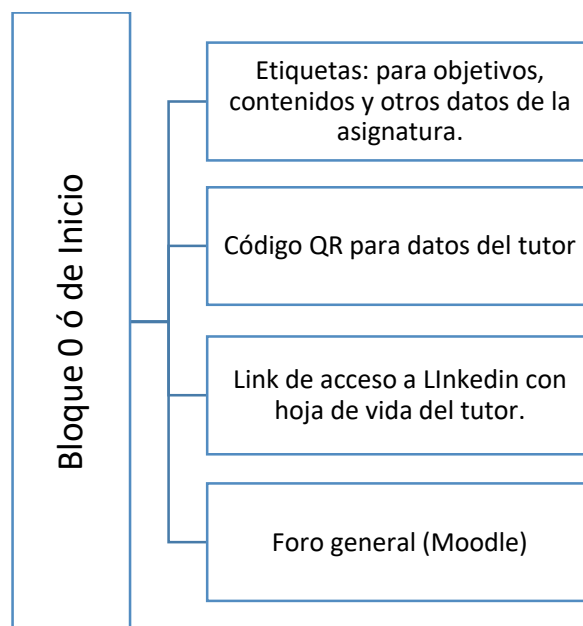 Bloque 0 ó de Inicio
Etiquetas: para objetivos,
contenidos y otros datos de la
asignatura.
Código QR para datos del tutor
Link de acceso a LInkedin con
hoja de vida del tutor.
Foro general (Moodle)